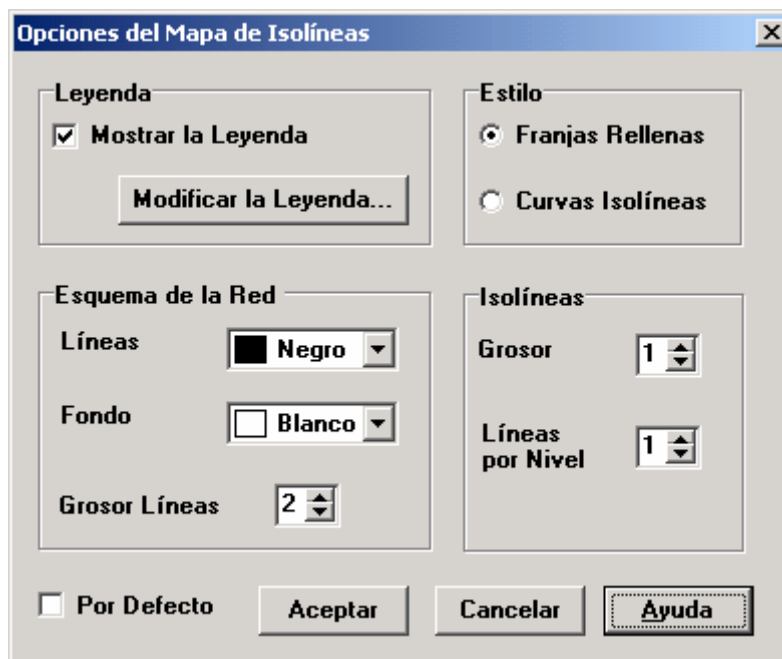 Opciones del Mapa de Isolíneas
Leyenda
Mostrar la Leyenda
Modificar la Leyenda...
Estilo
Franjas Rellenas
Curvas Isolíneas
Esquema de la Red
Líneas
Negro
Fondo
Blanco
Grosor Líneas
2
Isolíneas
Grosor
1
Líneas
por Nivel
1
Por Defecto
Aceptar
Cancelar
Ayuda